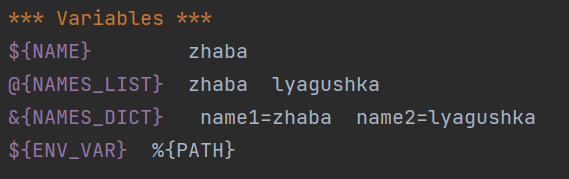 *** Variables ***
${NAME}        zhaba
@{NAMES_LIST}  zhaba  lyagushka
&{NAMES_DICT}   name1=zhaba  name2=lyagushka
${ENV_VAR}  %{PATH}